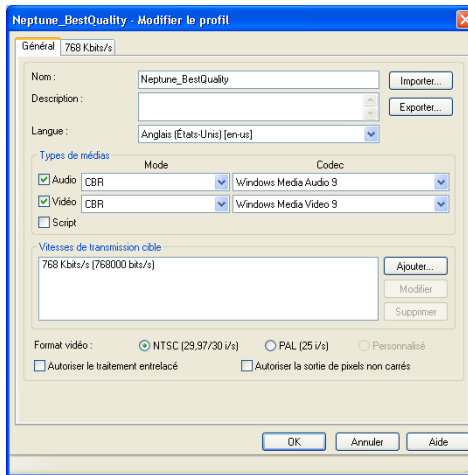 Neptune_BestQuality - Modifier le profil
Général 768 Kbits/s
Nom : Neptune_BestQuality Importer...
Description : Exporter...
Langue : Anglais (États-Unis) [en-us]
Types de médias
Mode Codec
Audio CBR Windows Media Audio 9
Vidéo CBR Windows Media Video 9
Script
Vitesses de transmission cible
768 Kbits/s (768000 bits/s) Ajouter...
Modifier
Supprimer
Format vidéo : NTSC (29,97/30 i/s) PAL (25 i/s) Personnalisé
Autoriser le traitement entrelacé Autoriser la sortie de pixels non carrés
OK Annuler Aide